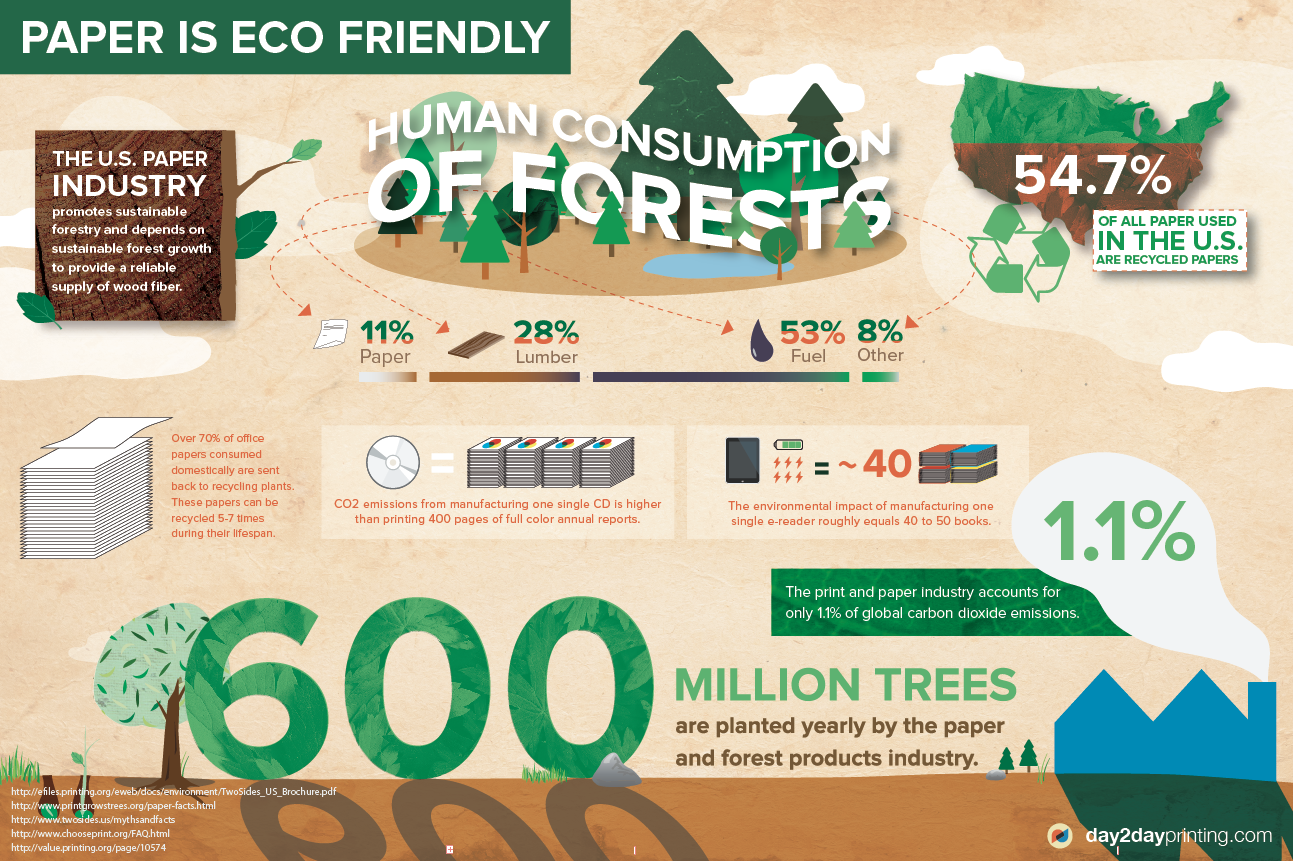 PAPER IS ECO FRIENDLY
THE U.S. PAPER
INDUSTRY
promotes sustainable
forestry and depends on
sustainable forest growth
to provide a reliable
supply of wood fiber.
HUMAN CONSUMPTION
OF FORESTS
54.7%
OF ALL PAPER USED
IN THE U.S.
ARE RECYCLED PAPERS
11%
Paper
28%
Lumber
53%
Fuel
8%
Other
Over 70% of office
papers consumed
domestically are sent
back to recycling plants.
These papers can be
recycled 5-7 times
during their lifespan.
=
CO2 emissions from manufacturing one single CD is higher
than printing 400 pages of full color annual reports.
= ~ 40
The environmental impact of manufacturing one
single e-reader roughly equals 40 to 50 books.
1.1%
The print and paper industry accounts for
only 1.1% of global carbon dioxide emissions.
600
MILLION TREES
are planted yearly by the paper
and forest products industry.
http://efiles.printing.org/eweb/docs/environment/TwoSides_US_Brochure.pdf
http://www.printgrowstrees.org/paper-facts.html
http://www.twosides.us/mythsandfacts
http://www.chooseprint.org/FAQ.html
http://value.printing.org/page/10574
day2dayprinting.com